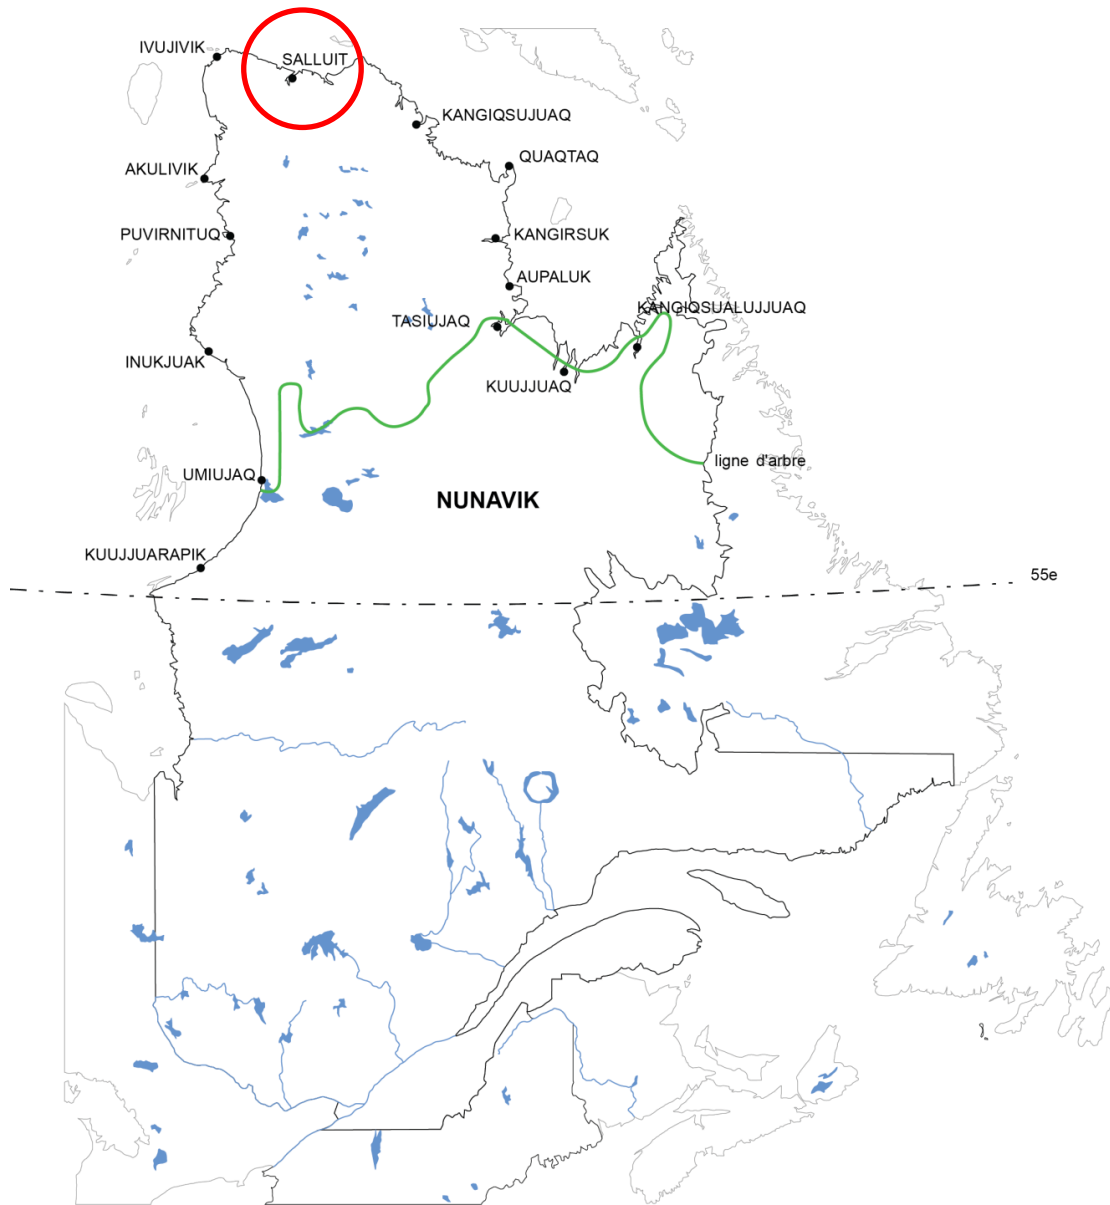 IVUJIVIK
SALLUIT
KANGIQSUJUAQ
QUAQTAQ
AKULIVIK
PUVIRNITUQ
KANGIRSUK
AUPALUK
KANGIQSUALUJJUAQ
TASIUJAQ
INUKJUAK
KUUJJUAQ
ligne d'arbre
UMIUJAQ
NUNAVIK
KUUJJUARAPIK
55e